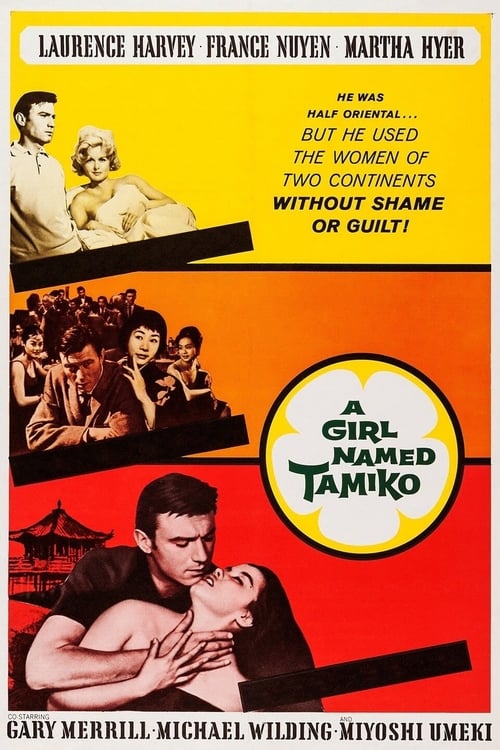 LAURENCE HARVEY · FRANCE NUYEN · MARTHA HYER
HE WAS
HALF ORIENTAL...
BUT HE USED
THE WOMEN OF
TWO CONTINENTS
WITHOUT SHAME
OR GUILT!
A
GIRL
NAMED
TAMIKO
CO-STARRING
GARY MERRILL · MICHAEL WILDING · AND MIYOSHI UMEKI